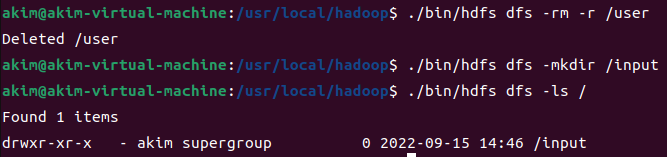 akim@akim-virtual-machine:/usr/local/hadoop$ ./bin/hdfs dfs -rm -r /user
Deleted /user
akim@akim-virtual-machine:/usr/local/hadoop$ ./bin/hdfs dfs -mkdir /input
akim@akim-virtual-machine:/usr/local/hadoop$ ./bin/hdfs dfs -ls /
Found 1 items
drwxr-xr-x   - akim supergroup          0 2022-09-15 14:46 /input